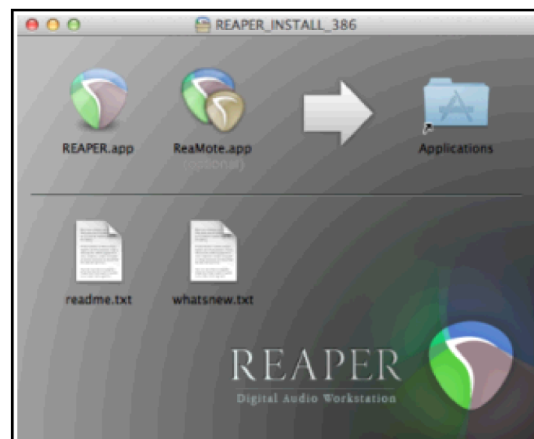 REAPER_INSTALL_386
REAPER.app
ReaMote.app
(optional)
Applications
readme.txt
whatsnew.txt
REAPER
Digital Audio Workstation